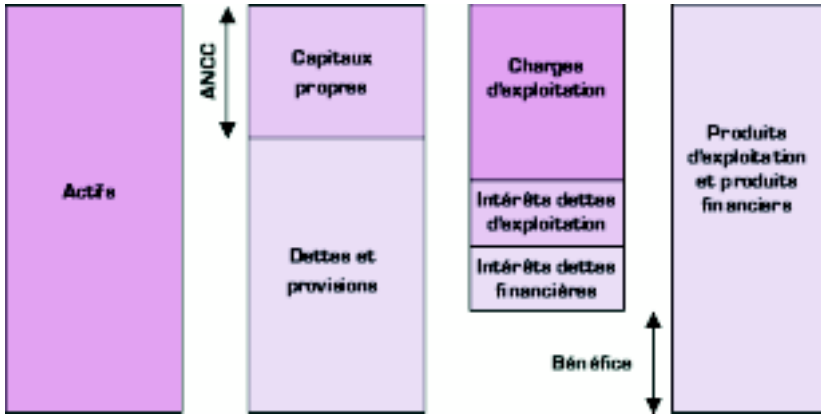 Actifs
ANCC
Capitaux
propres
Dettes et
provisions
Charges
d'exploitation
Intérêts dettes
d'exploitation
Intérêts dettes
financières
Bénéfice
Produits
d'exploitation
et produits
financiers